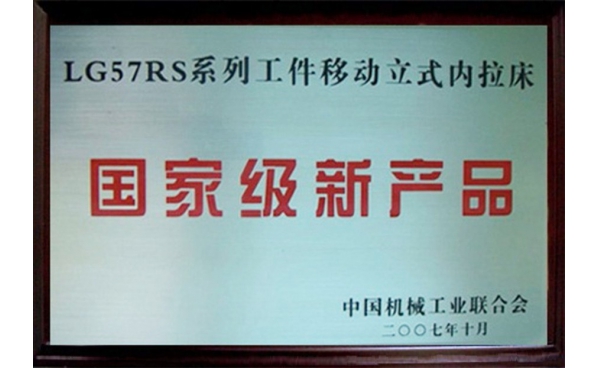 LG57RS系列工件移动立式内拉床
国家级新产品
中国机械工业联合会
二〇〇七年十月